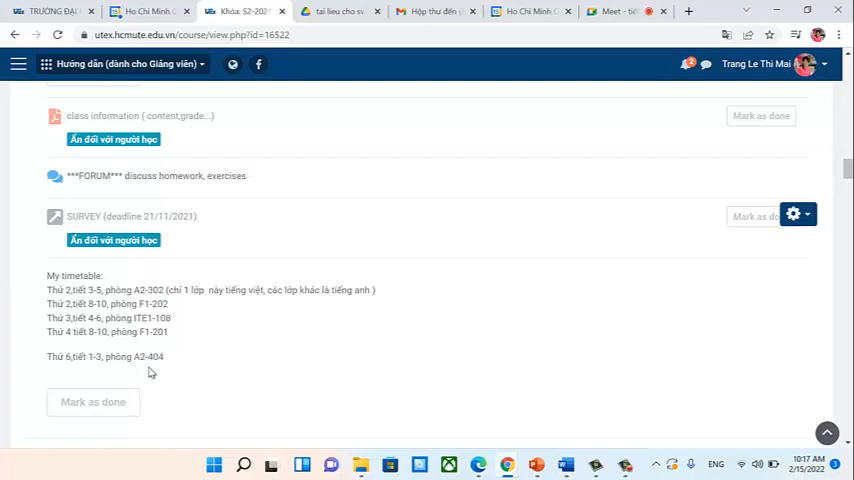 TRƯỜNG ĐẠI
Ho Chi Minh C
Khóa: S2-2021
tai lieu cho sv
Hộp thư đến (
Ho Chi Minh C
Meet - tiế
utex.hcmute.edu.vn/course/view.php?id=16522
Hướng dẫn (dành cho Giảng viên)
2
Trang Le Thi Mai
class information ( content,grade...)
Mark as done
Ẩn đối với người học
***FORUM*** discuss homework, exercises
SURVEY (deadline 21/11/2021)
Mark as do
Ẩn đối với người học
My timetable:
Thứ 2,tiết 3-5, phòng A2-302 (chỉ 1 lớp này tiếng việt, các lớp khác là tiếng anh )
Thứ 2,tiết 8-10, phòng F1-202
Thứ 3,tiết 4-6, phòng ITE1-108
Thứ 4 tiết 8-10, phòng F1-201
Thứ 6,tiết 1-3, phòng A2-404
Mark as done
ENG
10:17 AM
2/15/2022
3